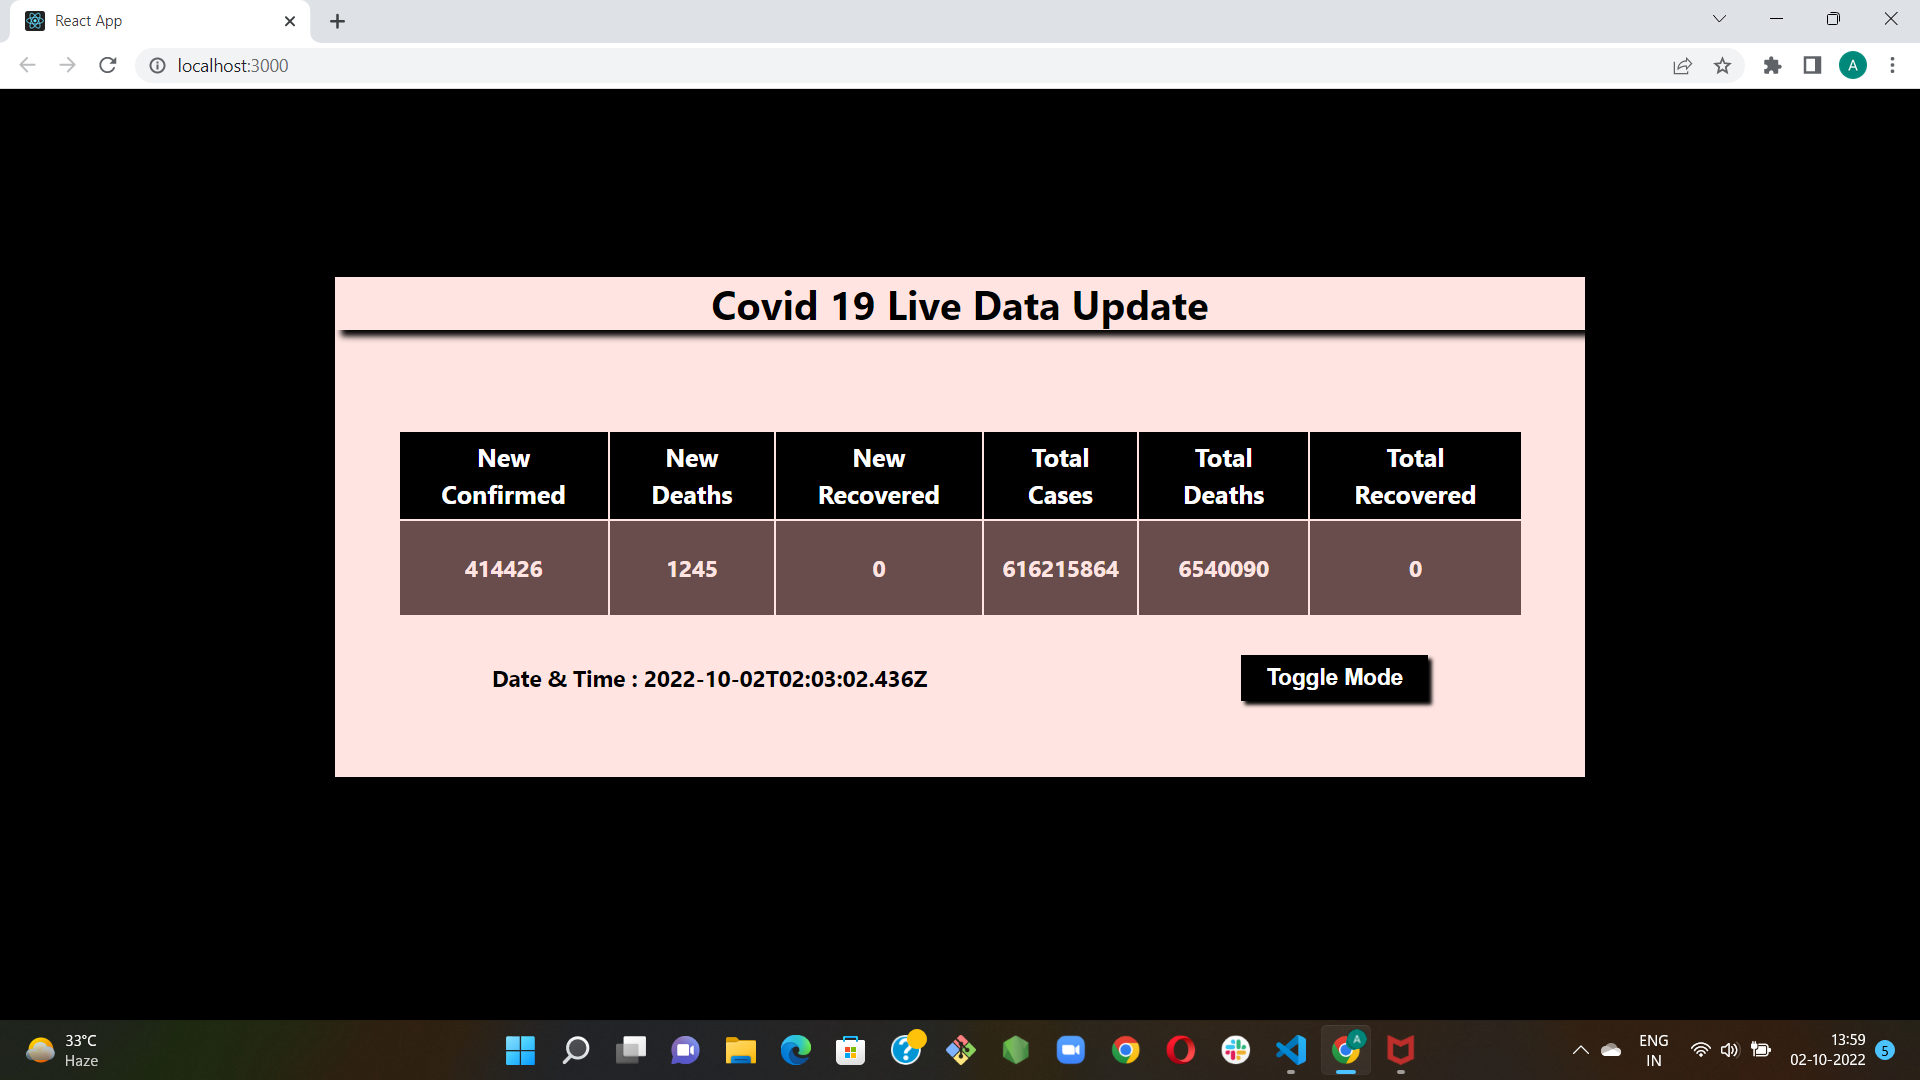 React App
localhost:3000
A
Covid 19 Live Data Update
New Confirmed
New Deaths
New Recovered
Total Cases
Total Deaths
Total Recovered
414426
1245
0
616215864
6540090
0
Date & Time : 2022-10-02T02:03:02.436Z
Toggle Mode
33°C
Haze
A
ENG
IN
13:59
02-10-2022
5